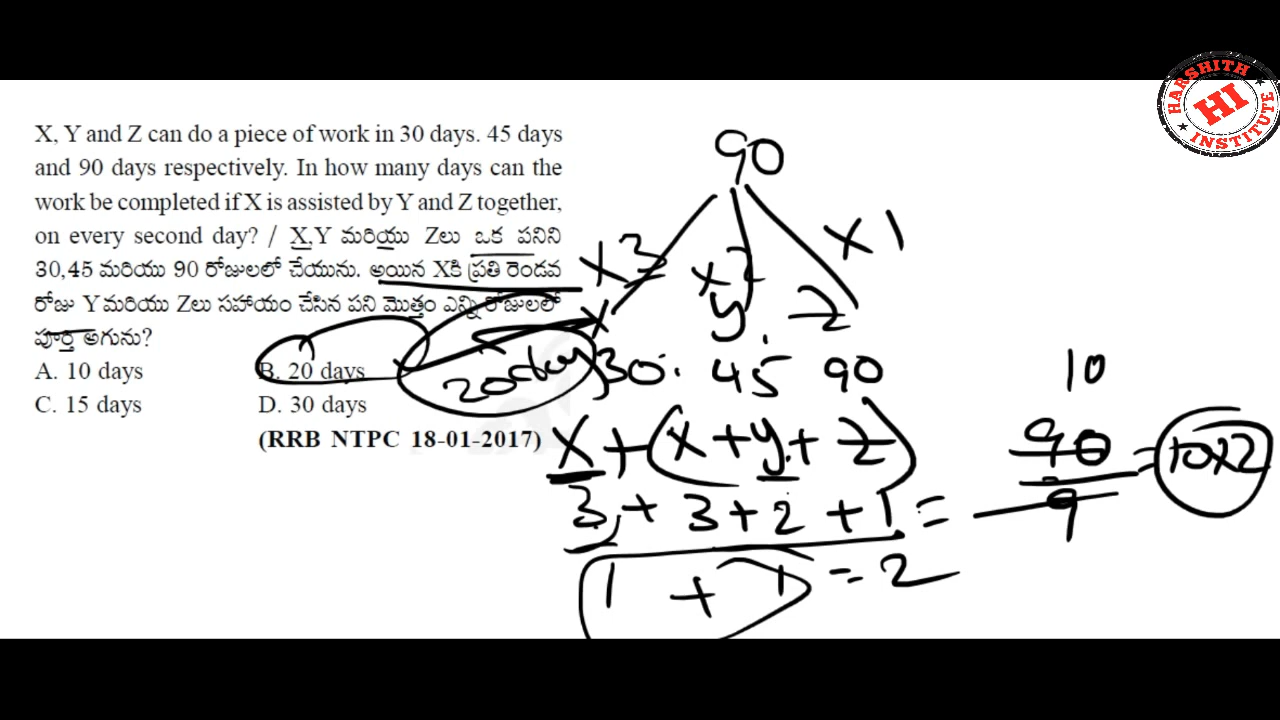 HARSHITH
HI
INSTITUTE
X, Y and Z can do a piece of work in 30 days. 45 days
and 90 days respectively. In how many days can the
work be completed if X is assisted by Y and Z together,
on every second day? / X,Y మరియు Zలు ఒక పనిని
30,45 మరియు 90 రోజులలో చేయును. అయిన Xకి ప్రతి రెండవ
రోజు Y మరియు Zలు సహాయం చేసిన పని మొత్తం ఎన్ని రోజులలో
పూర్తి అగును?
A. 10 days B. 20 days
C. 15 days D. 30 days
(RRB NTPC 18-01-2017)
90
x3 x2 x1
x y z
30 45 90
20 days
x + (x + y + z)
3 + 3 + 2 + 1 =
1 + 1 = 2
10
90
9
= 10x2